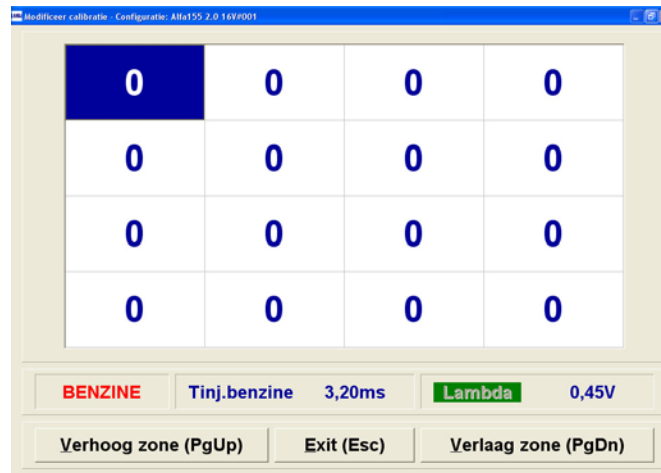 Modificeer calibratie - Configuratie: Alfa155 2.0 16V#001
0 0 0 0
0 0 0 0
0 0 0 0
0 0 0 0
BENZINE Tinj.benzine 3,20ms Lambda 0,45V
Verhoog zone (PgUp) Exit (Esc) Verlaag zone (PgDn)